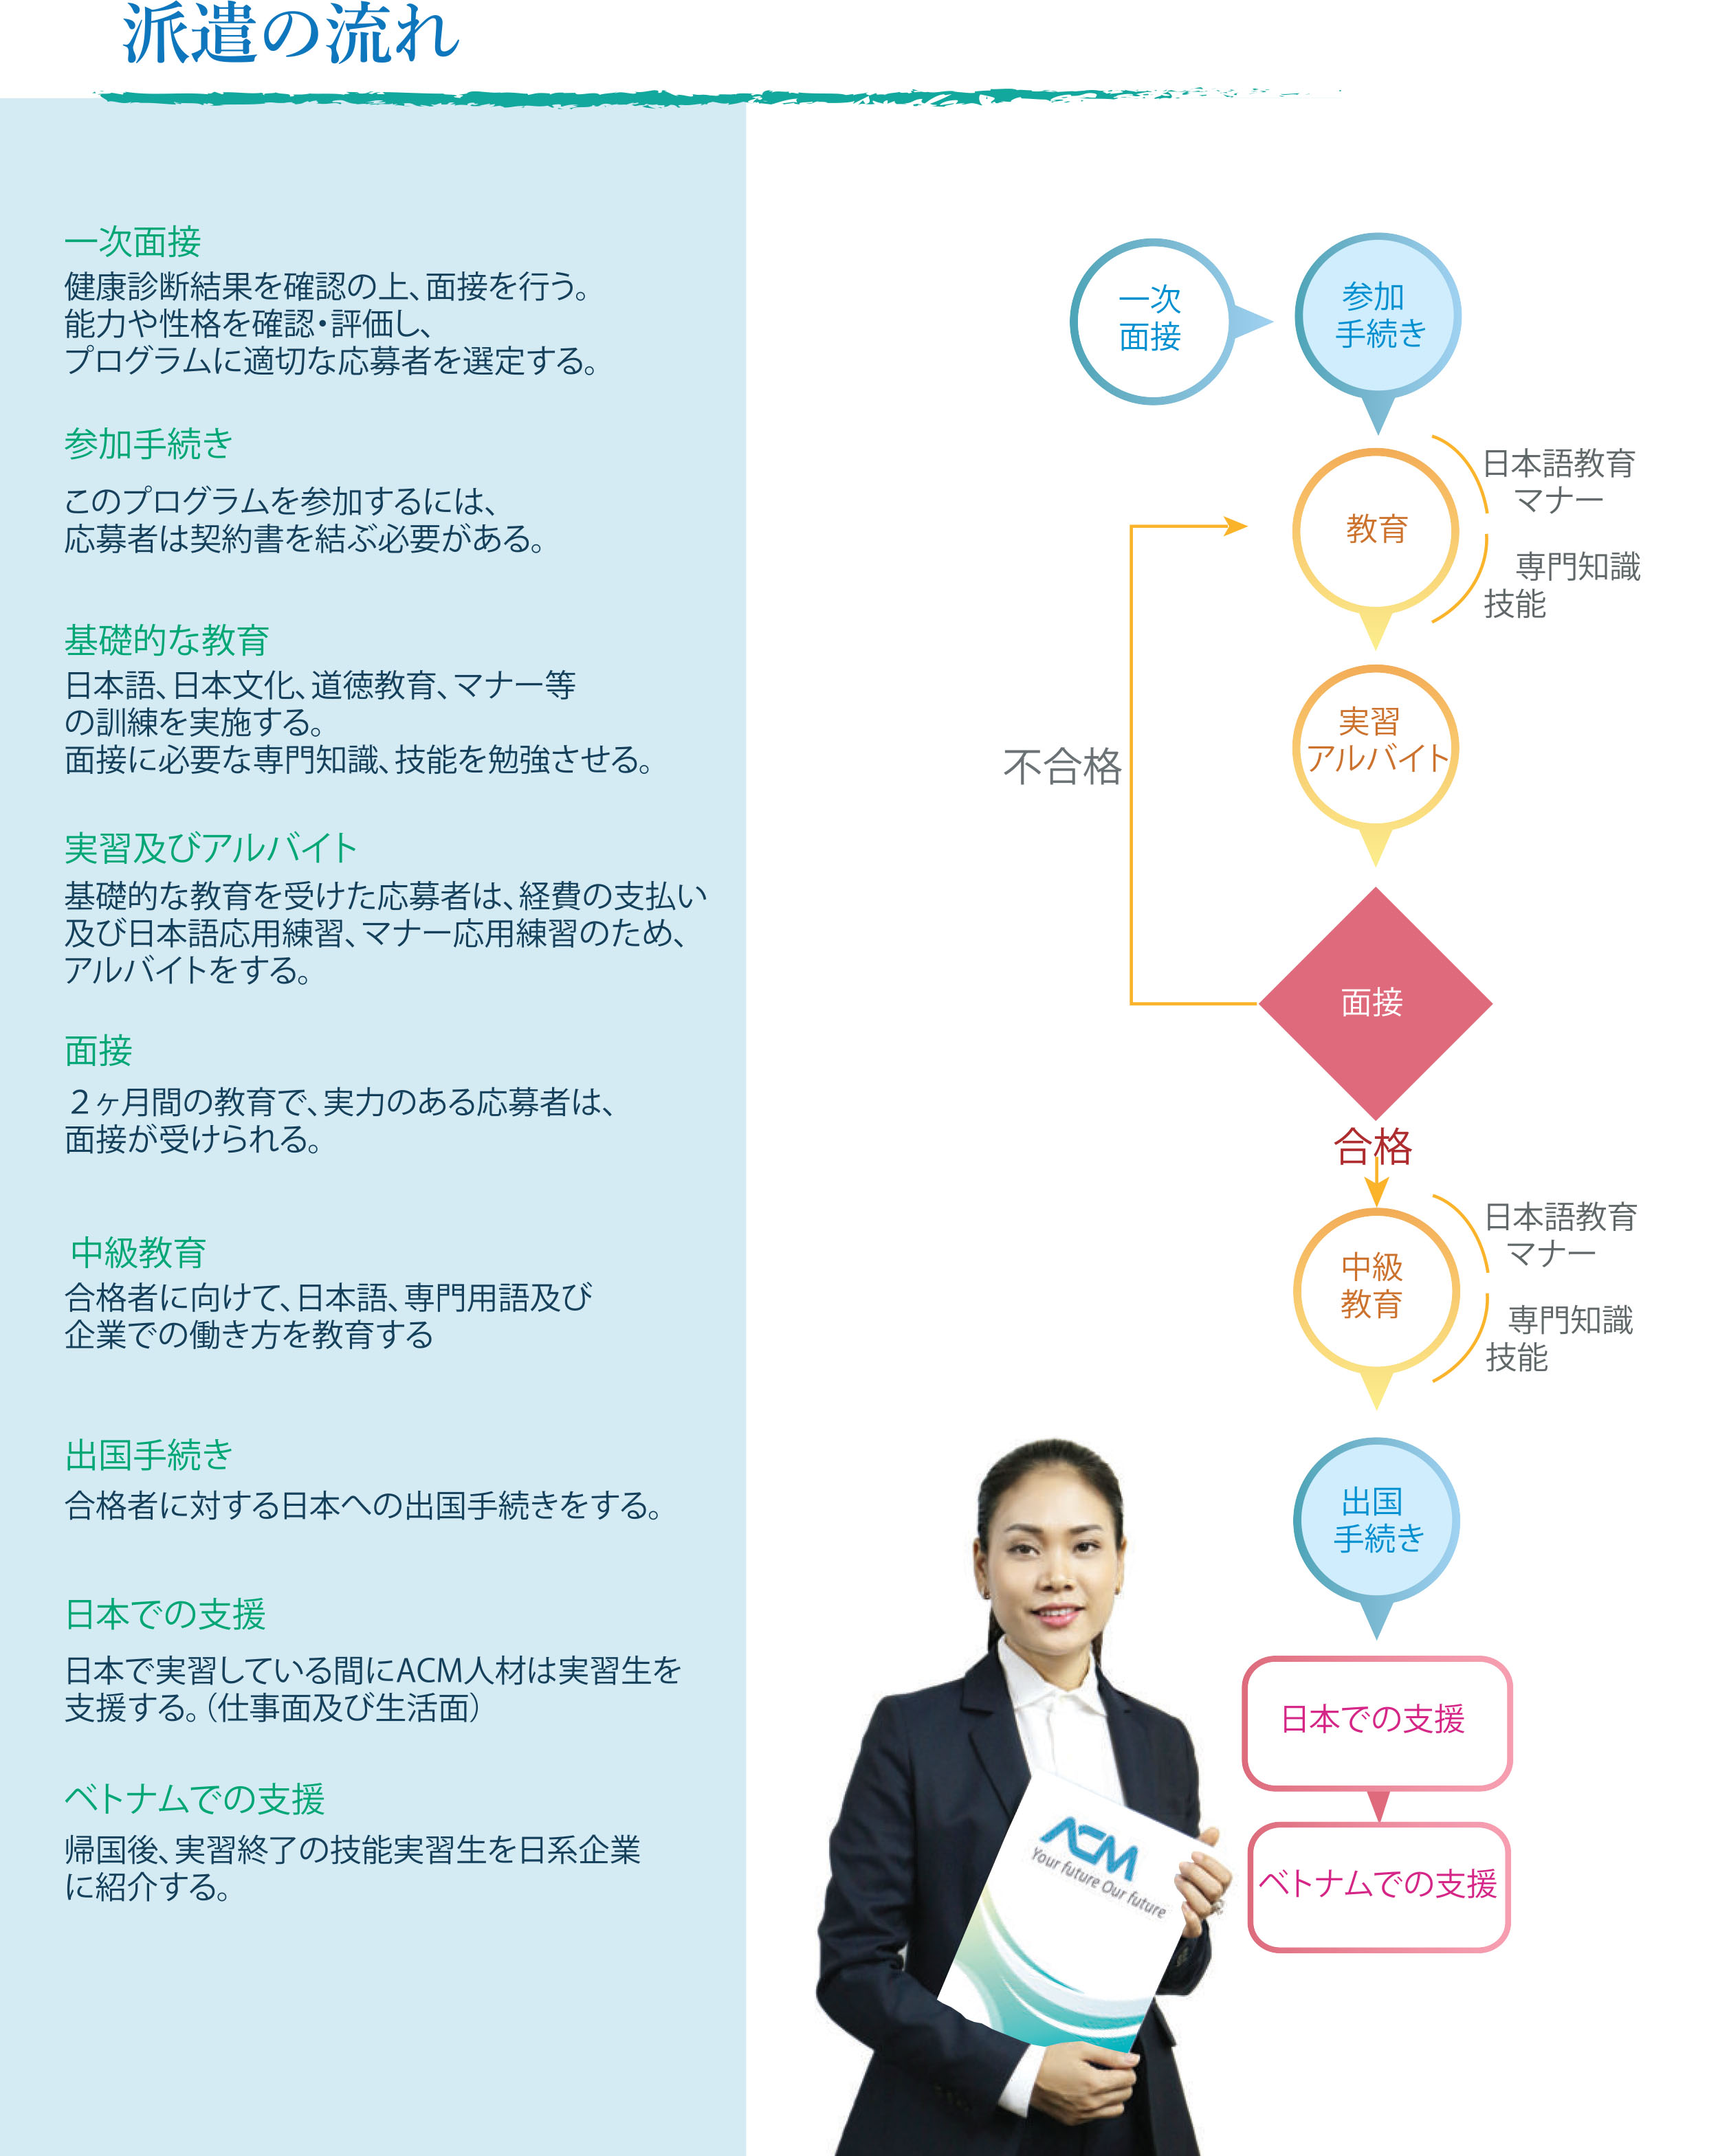 派遣の流れ
一次面接
健康診断結果を確認の上、面接を行う。
能力や性格を確認・評価し、
プログラムに適切な応募者を選定する。
参加手続き
このプログラムを参加するには、
応募者は契約書を結ぶ必要がある。
基礎的な教育
日本語、日本文化、道徳教育、マナー等
の訓練を実施する。
面接に必要な専門知識、技能を勉強させる。
実習及びアルバイト
基礎的な教育を受けた応募者は、経費の支払い
及び日本語応用練習、マナー応用練習のため、
アルバイトをする。
面接
２ヶ月間の教育で、実力のある応募者は、
面接が受けられる。
中級教育
合格者に向けて、日本語、専門用語及び
企業での働き方を教育する
出国手続き
合格者に対する日本への出国手続きをする。
日本での支援
日本で実習している間にACM人材は実習生を
支援する。（仕事面及び生活面）
ベトナムでの支援
帰国後、実習終了の技能実習生を日系企業
に紹介する。
一次
面接
参加
手続き
教育
日本語教育
マナー
専門知識
技能
実習
アルバイト
不合格
面接
合格
中級
教育
日本語教育
マナー
専門知識
技能
出国
手続き
日本での支援
ベトナムでの支援
ACM
Your future Our future